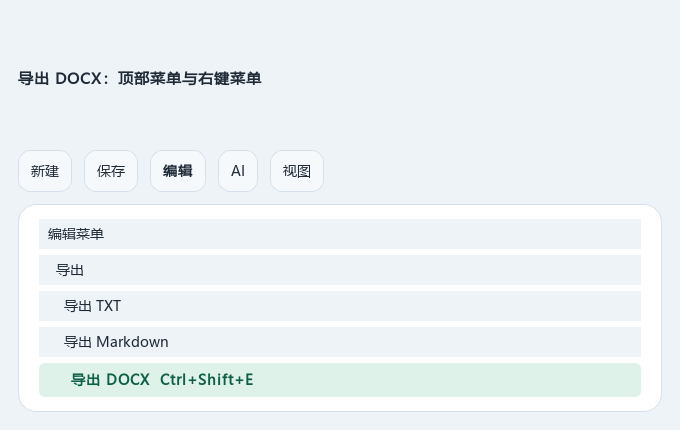 导出 DOCX：顶部菜单与右键菜单
新建 保存 编辑 AI 视图
编辑菜单
导出
导出 TXT
导出 Markdown
导出 DOCX Ctrl+Shift+E